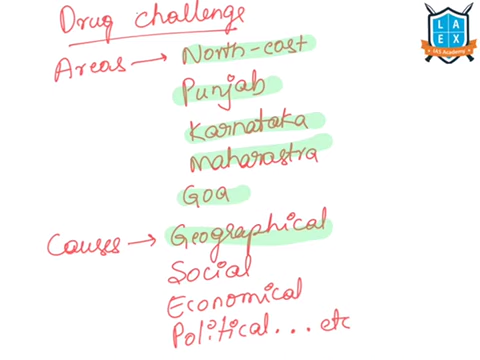 Drug challenge
L A
E X
IAS Academy
Areas → North-east
Punjab
Karnataka
Maharastra
Goa
Causes → Geographical
Social
Economical
Political... etc